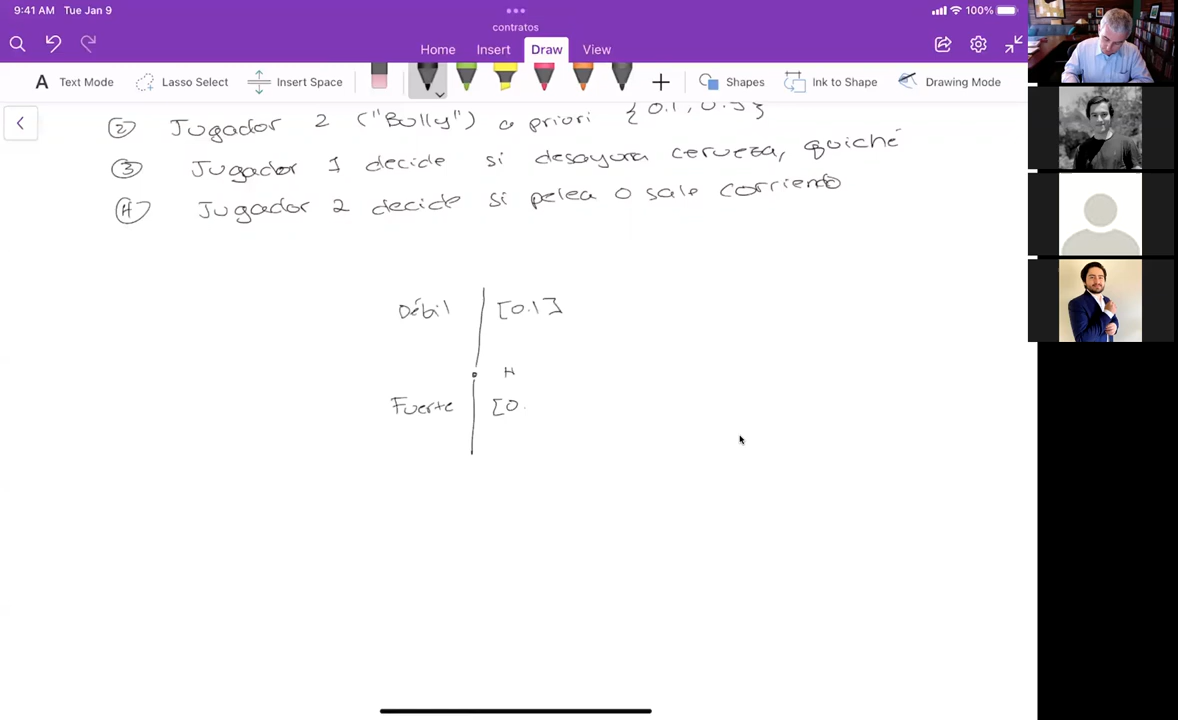 9:41 AM Tue Jan 9
100%
contratos
Home Insert Draw View
A Text Mode Lasso Select Insert Space Shapes Ink to Shape Drawing Mode
② Jugador 2 ("Bully") a priori {0.1, 0.9}
③ Jugador 1 decide si desayuna cerveza, quiché
④ Jugador 2 decide si pelea o sale corriendo
Débil [0.1]
H
Fuerte [0.